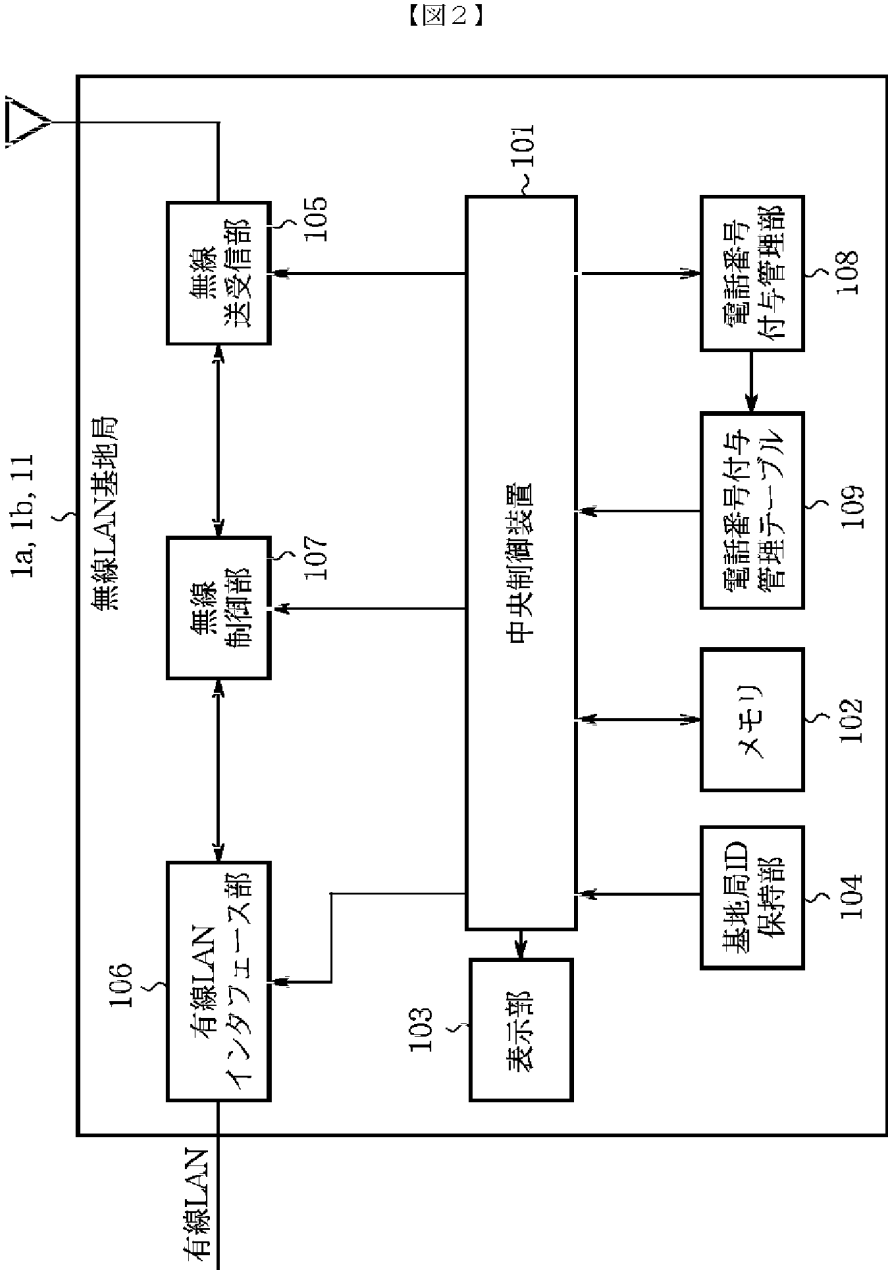 【図２】
1a, 1b, 11
無線LAN基地局
有線LAN
106
有線LAN
インタフェース部
107
無線
制御部
105
無線
送受信部
103
表示部
101
中央制御装置
104
基地局ID
保持部
102
メモリ
109
電話番号付与
管理テーブル
108
電話番号
付与管理部